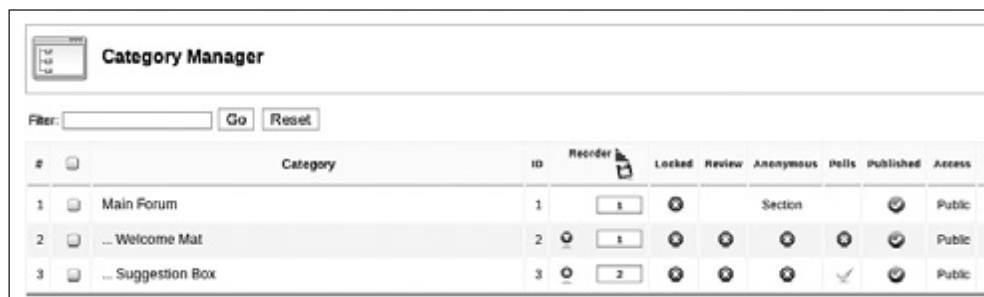 Category Manager
Filter: Go Reset
# Category ID Reorder Locked Review Anonymous Polls Published Access
1 Main Forum 1 1 Section Public
2 ... Welcome Mat 2 1 Public
3 ... Suggestion Box 3 2 Public